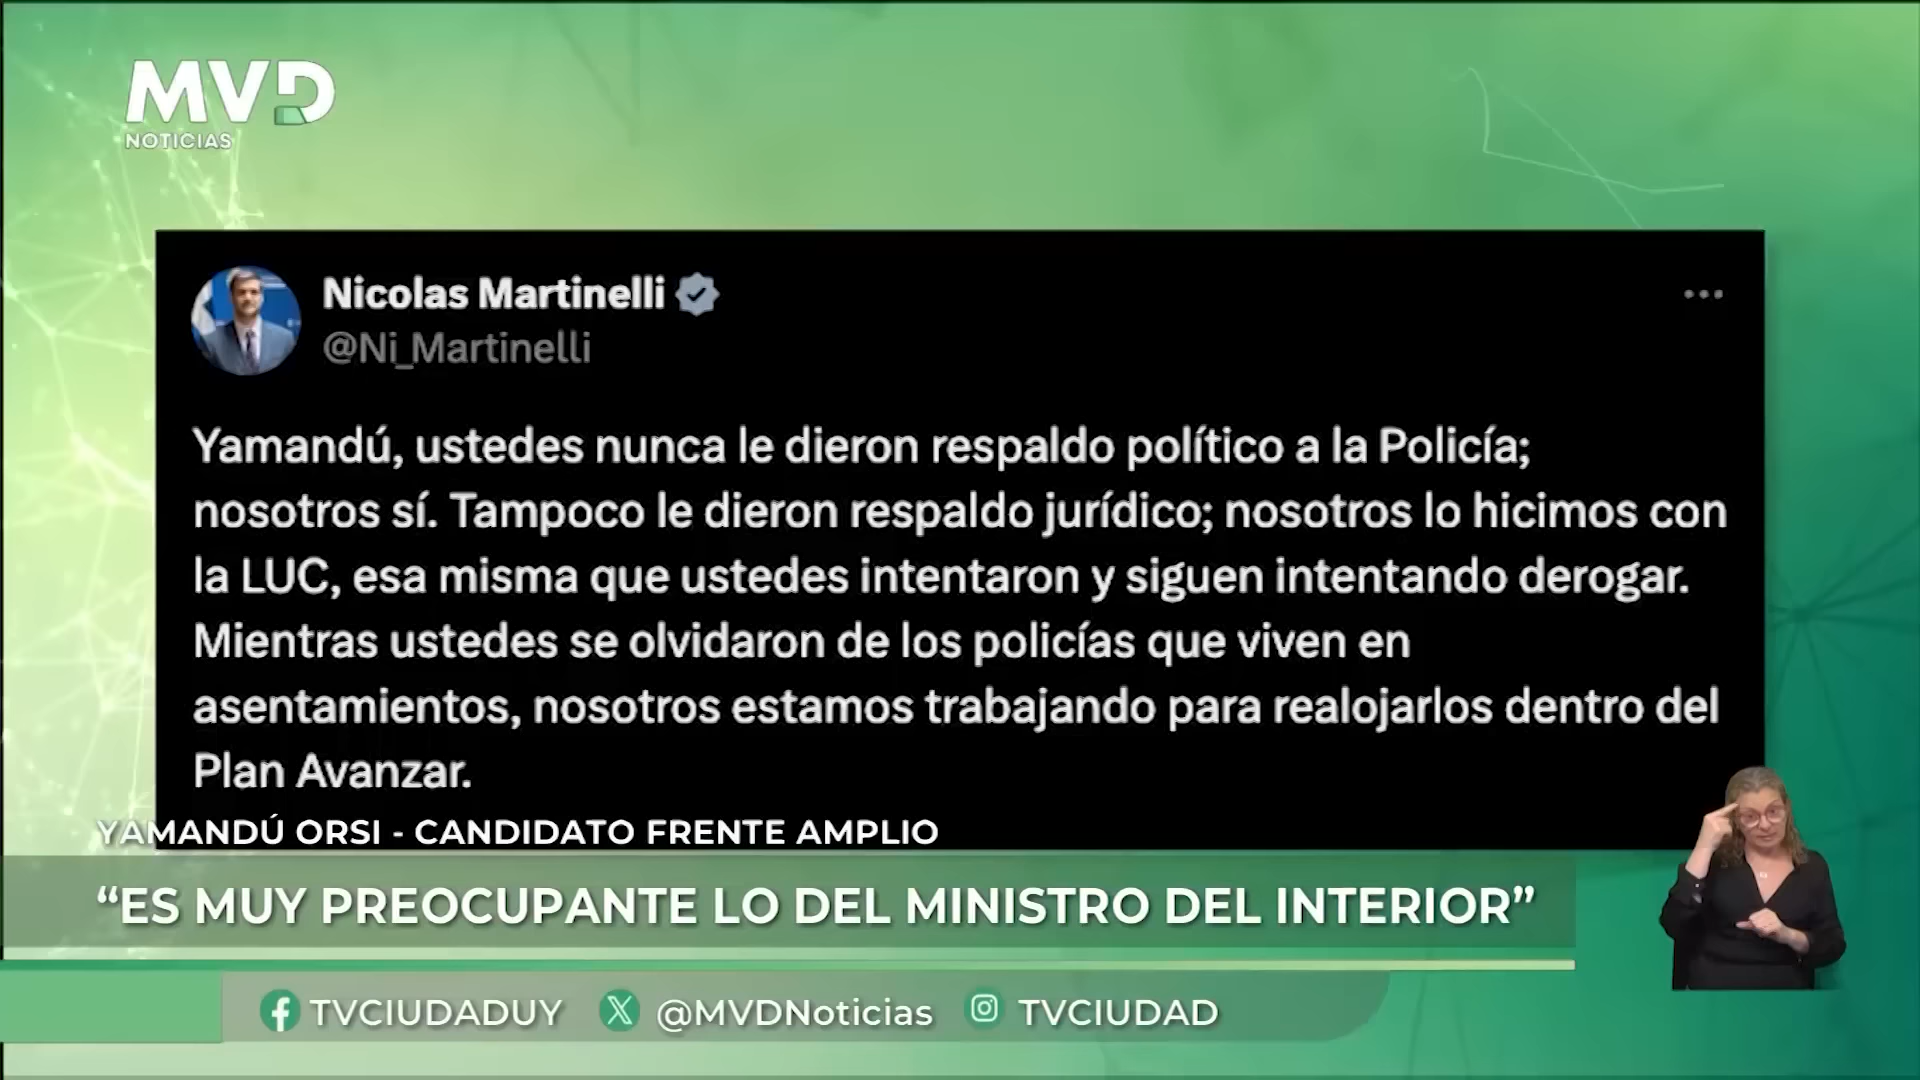 MVD
NOTICIAS
Nicolas Martinelli
@Ni_Martinelli
Yamandú, ustedes nunca le dieron respaldo político a la Policía;
nosotros sí. Tampoco le dieron respaldo jurídico; nosotros lo hicimos con
la LUC, esa misma que ustedes intentaron y siguen intentando derogar.
Mientras ustedes se olvidaron de los policías que viven en
asentamientos, nosotros estamos trabajando para realojarlos dentro del
Plan Avanzar.
YAMANDÚ ORSI - CANDIDATO FRENTE AMPLIO
“ES MUY PREOCUPANTE LO DEL MINISTRO DEL INTERIOR”
TVCIUDADUY @MVDNoticias TVCIUDAD